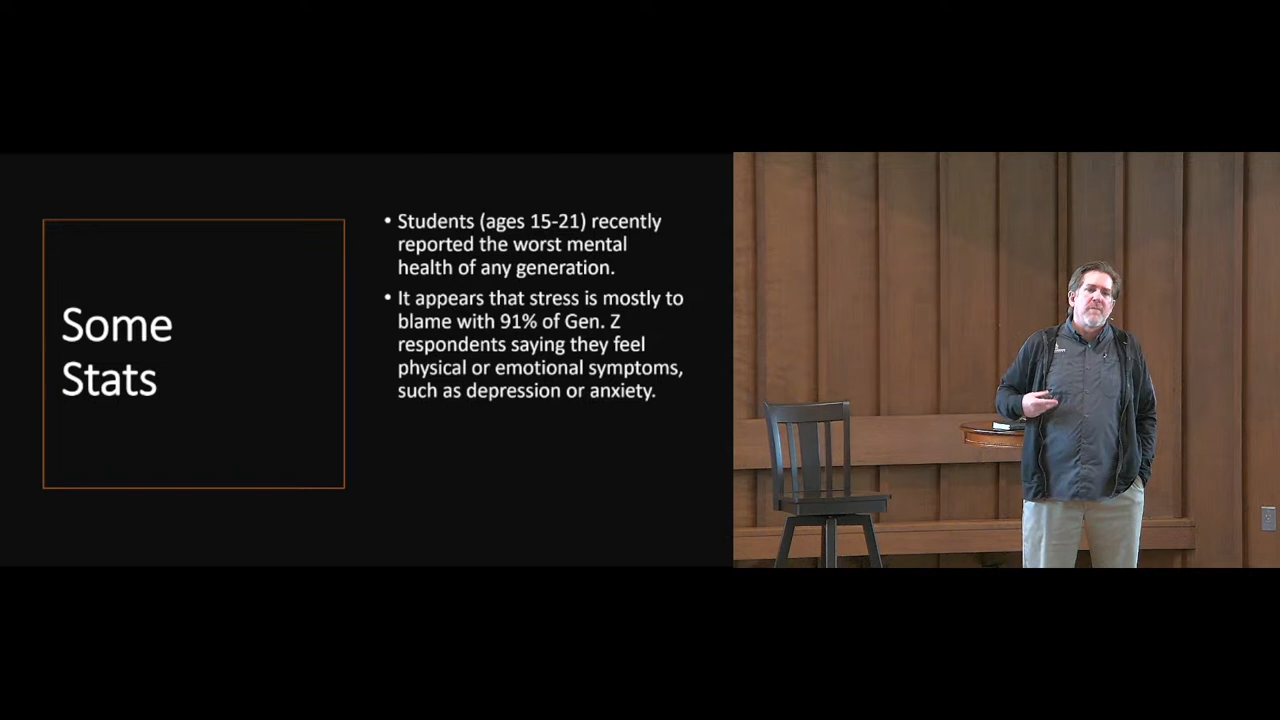 Some
Stats
• Students (ages 15-21) recently
reported the worst mental
health of any generation.
• It appears that stress is mostly to
blame with 91% of Gen. Z
respondents saying they feel
physical or emotional symptoms,
such as depression or anxiety.